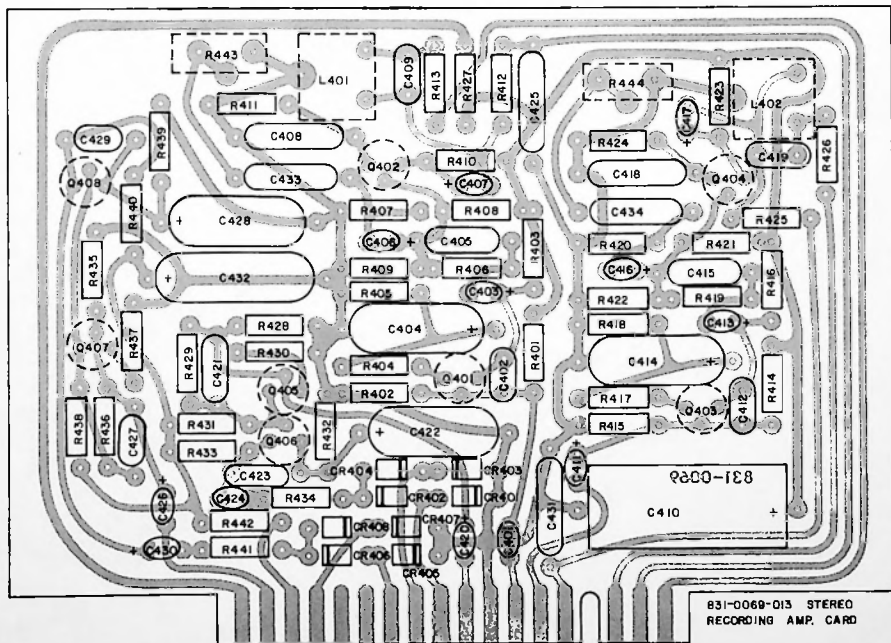 R443
L401
C409
R413
R427
R412
C425
R444
C417
+
R423
L402
R411
C429
R439
C408
Q402
R410
R424
C419
R426
Q408
C433
+
C407
C418
Q404
R440
+
C428
R407
R408
C434
R425
C406
+
C405
R403
R420
R421
R435
+
C432
R409
R406
C416
+
C415
R416
R405
C403
+
R422
R419
Q407
R437
R429
R428
C404
+
R401
R418
C413
+
C421
R430
R404
Q401
C402
C414
+
R414
Q405
R402
R417
Q403
C412
R438
R436
C427
R431
R432
+
C422
R415
R433
Q406
+
C411
C423
CR404
CR403
831-0069
+
C426
C424
+
R434
CR402
CR401
C431
C410
+
R442
CR408
CR407
C420
C401
+
C430
R441
CR406
CR405
831-0069-013 STEREO
RECORDING AMP. CARD